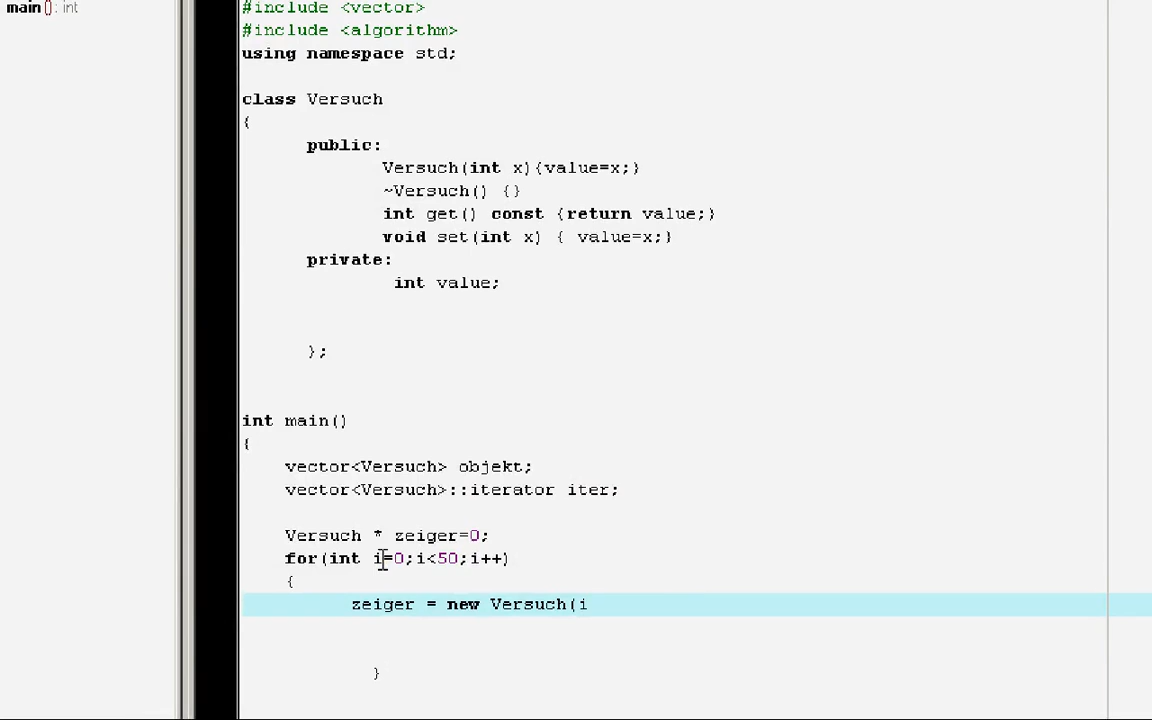 main(): int
#include <vector>
#include <algorithm>
using namespace std;
class Versuch
{
public:
Versuch(int x){value=x;}
~Versuch() {}
int get() const {return value;}
void set(int x) { value=x;}
private:
int value;
};
int main()
{
vector<Versuch> objekt;
vector<Versuch>::iterator iter;
Versuch * zeiger=0;
for(int i=0;i<50;i++)
{
zeiger = new Versuch(i
}